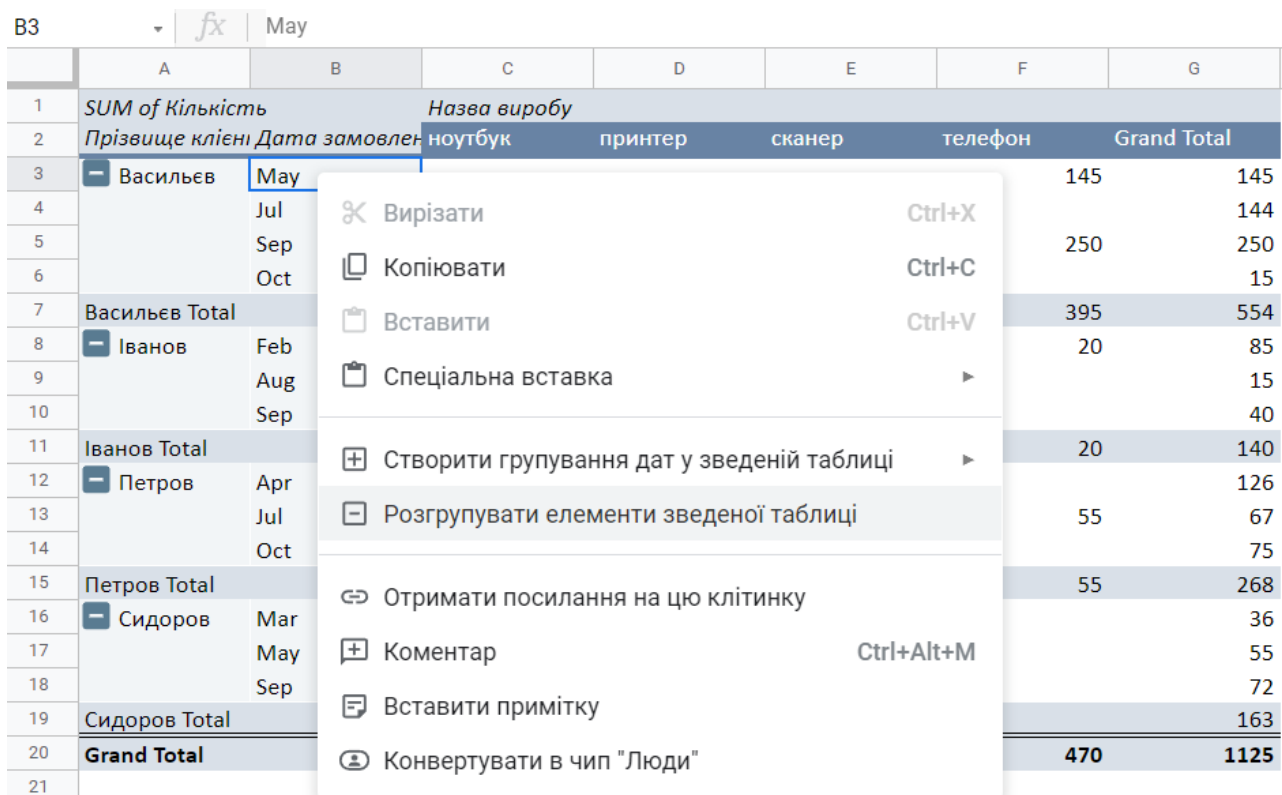 B3 fx May
A B C D E F G
1 SUM of Кількість Назва виробу
2 Прізвище клієн Дата замовлен ноутбук принтер сканер телефон Grand Total
3 Васильєв May 145 145
4 Jul 144
Вирізати Ctrl+X
5 Sep 250 250
6 Oct 15
Копіювати Ctrl+C
7 Васильєв Total 395 554
Вставити Ctrl+V
8 Іванов Feb 20 85
9 Aug 15
Спеціальна вставка
10 Sep 40
11 Іванов Total 20 140
Створити групування дат у зведеній таблиці
12 Петров Apr 126
13 Jul 55 67
Розгрупувати елементи зведеної таблиці
14 Oct 75
15 Петров Total 55 268
Отримати посилання на цю клітинку
16 Сидоров Mar 36
17 May 55
Коментар Ctrl+Alt+M
18 Sep 72
Вставити примітку
19 Сидоров Total 163
20 Grand Total 470 1125
Конвертувати в чип "Люди"
21